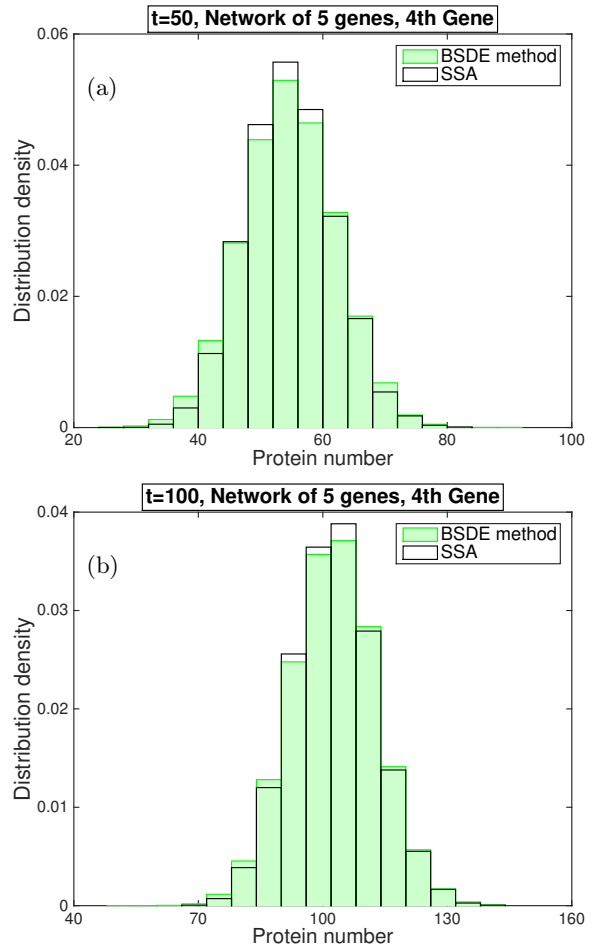 t=50, Network of 5 genes, 4th Gene
0.06
BSDE method
SSA
(a)
0.04
0.02
0
Distribution density
20 40 60 80 100
Protein number
t=100, Network of 5 genes, 4th Gene
0.04
BSDE method
SSA
(b)
0.03
0.02
0.01
0
Distribution density
40 70 100 130 160
Protein number